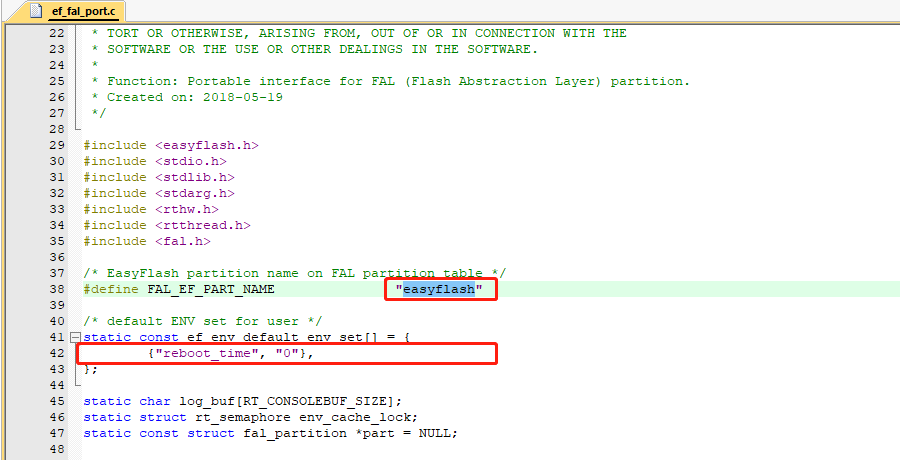 ef_fal_port.c
22 * TORT OR OTHERWISE, ARISING FROM, OUT OF OR IN CONNECTION WITH THE
23 * SOFTWARE OR THE USE OR OTHER DEALINGS IN THE SOFTWARE.
24 *
25 * Function: Portable interface for FAL (Flash Abstraction Layer) partition.
26 * Created on: 2018-05-19
27 */
28
29 #include <easyflash.h>
30 #include <stdio.h>
31 #include <stdlib.h>
32 #include <stdarg.h>
33 #include <rthw.h>
34 #include <rtthread.h>
35 #include <fal.h>
36
37 /* EasyFlash partition name on FAL partition table */
38 #define FAL_EF_PART_NAME "easyflash"
39
40 /* default ENV set for user */
41 static const ef_env default_env_set[] = {
42 {"reboot_time", "0"},
43 };
44
45 static char log_buf[RT_CONSOLEBUF_SIZE];
46 static struct rt_semaphore env_cache_lock;
47 static const struct fal_partition *part = NULL;
48